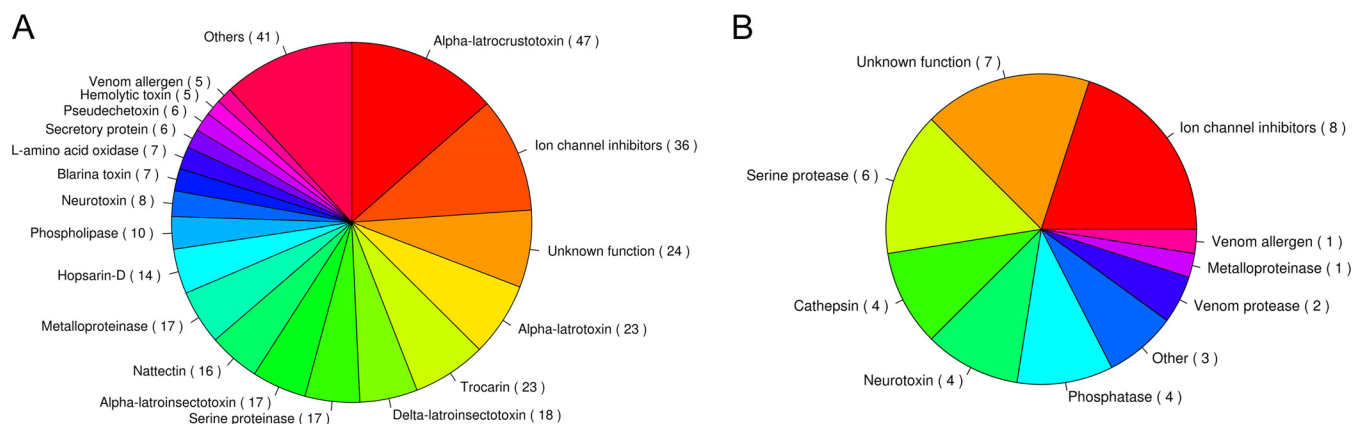 A
Others ( 41 )
Alpha-latrocrustotoxin ( 47 )
Ion channel inhibitors ( 36 )
Unknown function ( 24 )
Alpha-latrotoxin ( 23 )
Trocarin ( 23 )
Delta-latroinsectotoxin ( 18 )
Serine proteinase ( 17 )
Alpha-latroinsectotoxin ( 17 )
Nattectin ( 16 )
Metalloproteinase ( 17 )
Hopsarin-D ( 14 )
Phospholipase ( 10 )
Neurotoxin ( 8 )
Blarina toxin ( 7 )
L-amino acid oxidase ( 7 )
Secretory protein ( 6 )
Pseudechetoxin ( 6 )
Hemolytic toxin ( 5 )
Venom allergen ( 5 )
B
Unknown function ( 7 )
Ion channel inhibitors ( 8 )
Venom allergen ( 1 )
Metalloproteinase ( 1 )
Venom protease ( 2 )
Other ( 3 )
Phosphatase ( 4 )
Neurotoxin ( 4 )
Cathepsin ( 4 )
Serine protease ( 6 )